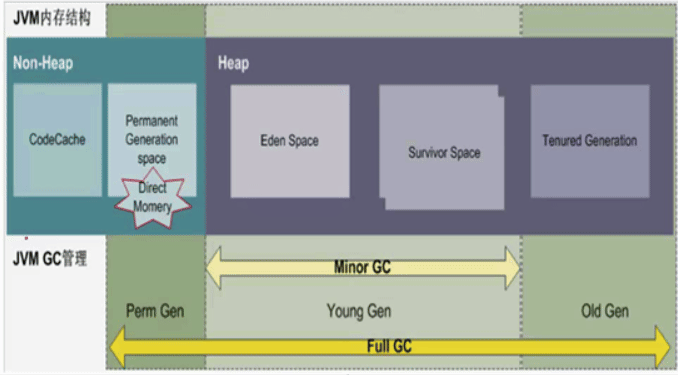 JVM内存结构
Non-Heap
Heap
CodeCache
Permanent
Generation
space
Direct
Momery
Eden Space
Survivor Space
Tenured Generation
JVM GC管理
Minor GC
Perm Gen
Young Gen
Old Gen
Full GC